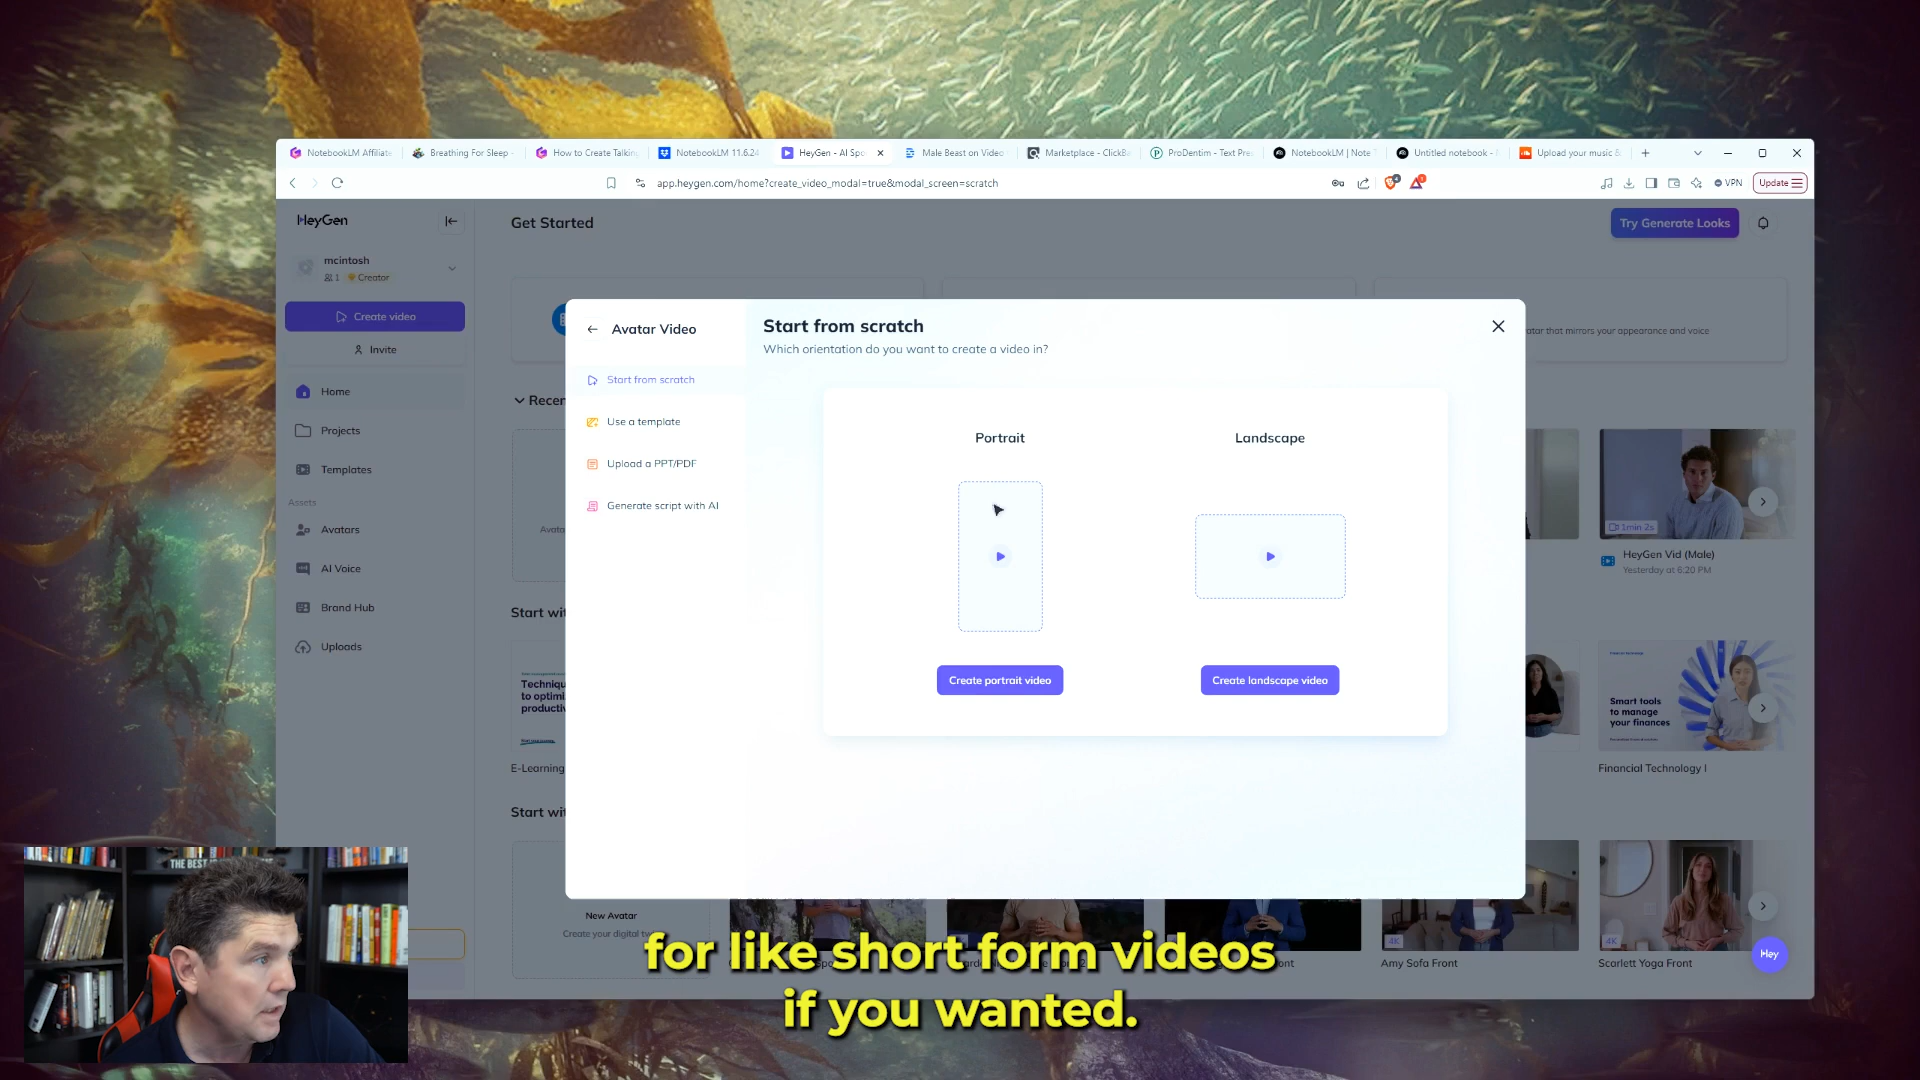 NotebookLM Affiliate
Breathing For Sleep -
How to Create Talking
NotebookLM 11.6.24
HeyGen - AI Spo
Male Beast on Video
Marketplace - ClickBa
ProDentim - Text Pres
NotebookLM | Note T
Untitled notebook - N
Upload your music &
app.heygen.com/home?create_video_modal=true&modal_screen=scratch
VPN
Update
HeyGen
Get Started
Try Generate Looks
mcintosh
1 Creator
Create video
Invite
Home
Projects
Templates
Assets
Avatars
AI Voice
Brand Hub
Uploads
Avatar Video
Start from scratch
Use a template
Upload a PPT/PDF
Generate script with AI
Start from scratch
Which orientation do you want to create a video in?
Portrait
Landscape
Create portrait video
Create landscape video
atar that mirrors your appearance and voice
Recen
Avata
1min 2s
HeyGen Vid (Male)
Yesterday at 6:20 PM
Start wit
Techniqu
to optimi
productiv
E-Learning
Smart tools
to manage
your finances
Financial Technology I
Start wit
New Avatar
Create your digital tw
4K
Amy Sofa Front
4K
Scarlett Yoga Front
Hey
THE BEST
for like short form videos
if you wanted.